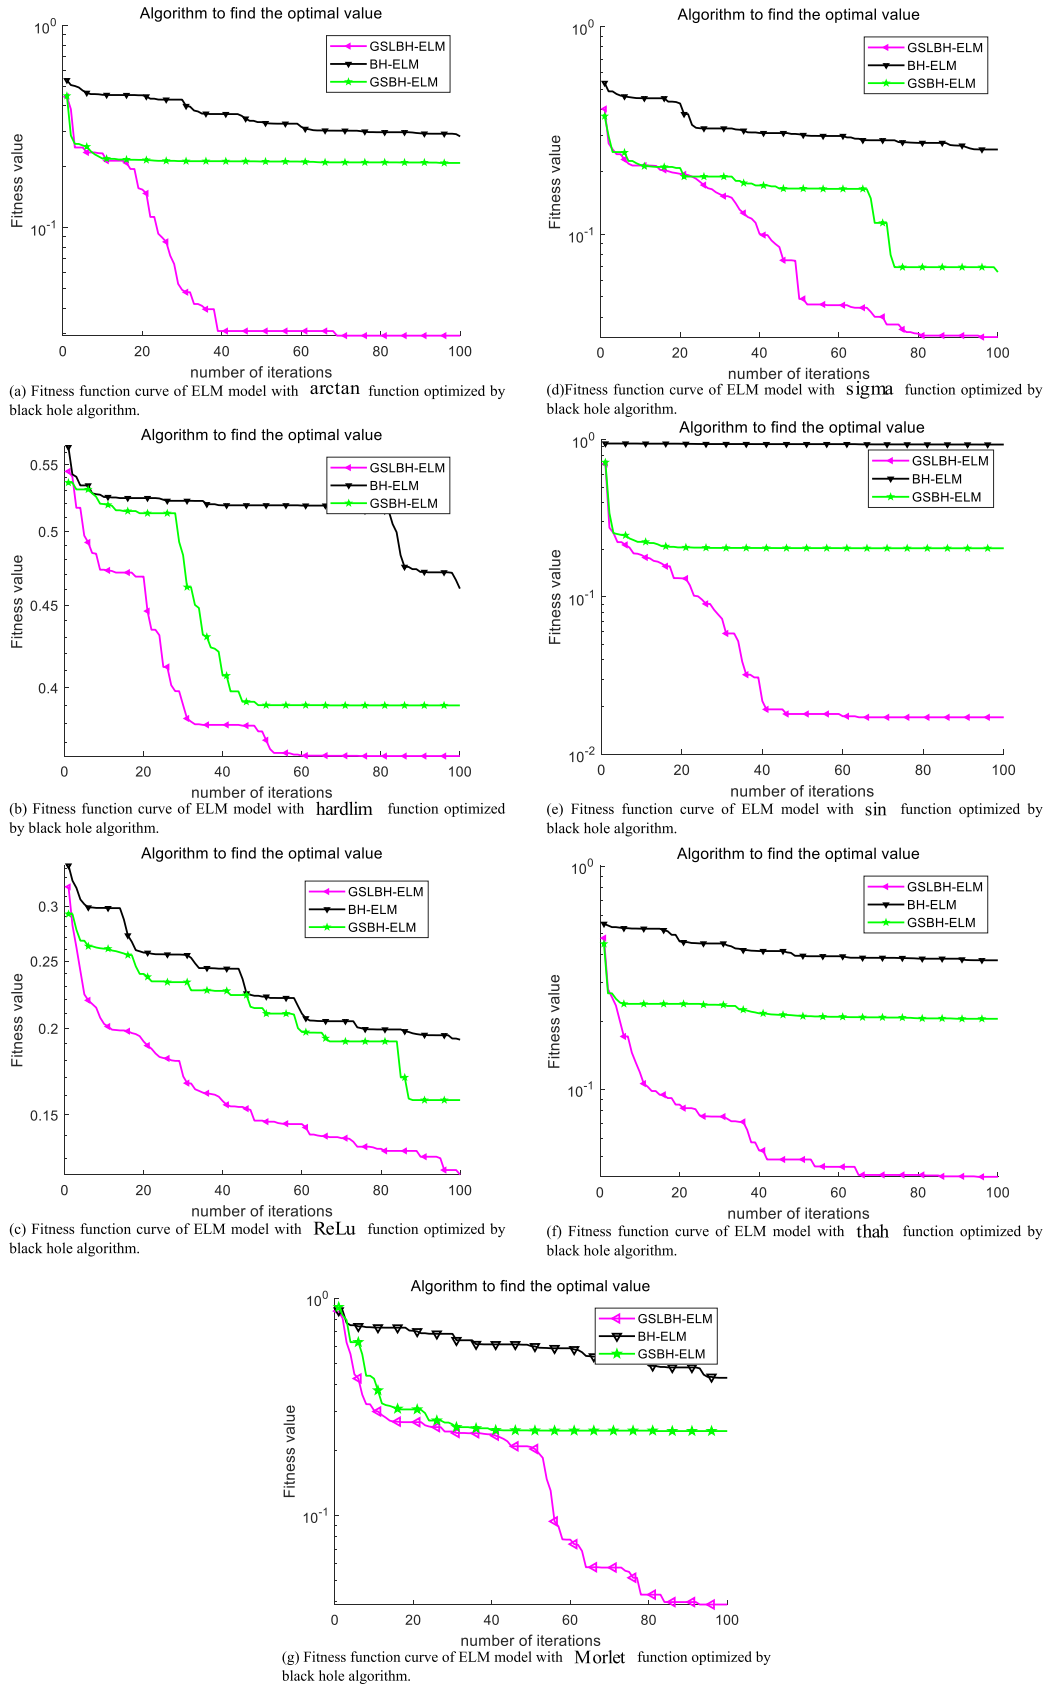 Algorithm to find the optimal value
10^0
10^-1
Fitness value
GSLBH-ELM
BH-ELM
GSBH-ELM
0 20 40 60 80 100
number of iterations
(a) Fitness function curve of ELM model with arctan function optimized by
black hole algorithm.
Algorithm to find the optimal value
10^0
10^-1
Fitness value
GSLBH-ELM
BH-ELM
GSBH-ELM
0 20 40 60 80 100
number of iterations
(d)Fitness function curve of ELM model with sigma function optimized by
black hole algorithm.
Algorithm to find the optimal value
0.55
0.5
0.45
0.4
Fitness value
GSLBH-ELM
BH-ELM
GSBH-ELM
0 20 40 60 80 100
number of iterations
(b) Fitness function curve of ELM model with hardlim function optimized
by black hole algorithm.
Algorithm to find the optimal value
10^0
10^-1
10^-2
Fitness value
GSLBH-ELM
BH-ELM
GSBH-ELM
0 20 40 60 80 100
number of iterations
(e) Fitness function curve of ELM model with sin function optimized by
black hole algorithm.
Algorithm to find the optimal value
0.3
0.25
0.2
0.15
Fitness value
GSLBH-ELM
BH-ELM
GSBH-ELM
0 20 40 60 80 100
number of iterations
(c) Fitness function curve of ELM model with ReLu function optimized by
black hole algorithm.
Algorithm to find the optimal value
10^0
10^-1
Fitness value
GSLBH-ELM
BH-ELM
GSBH-ELM
0 20 40 60 80 100
number of iterations
(f) Fitness function curve of ELM model with thah function optimized by
black hole algorithm.
Algorithm to find the optimal value
10^0
10^-1
Fitness value
GSLBH-ELM
BH-ELM
GSBH-ELM
0 20 40 60 80 100
number of iterations
(g) Fitness function curve of ELM model with Morlet function optimized by
black hole algorithm.